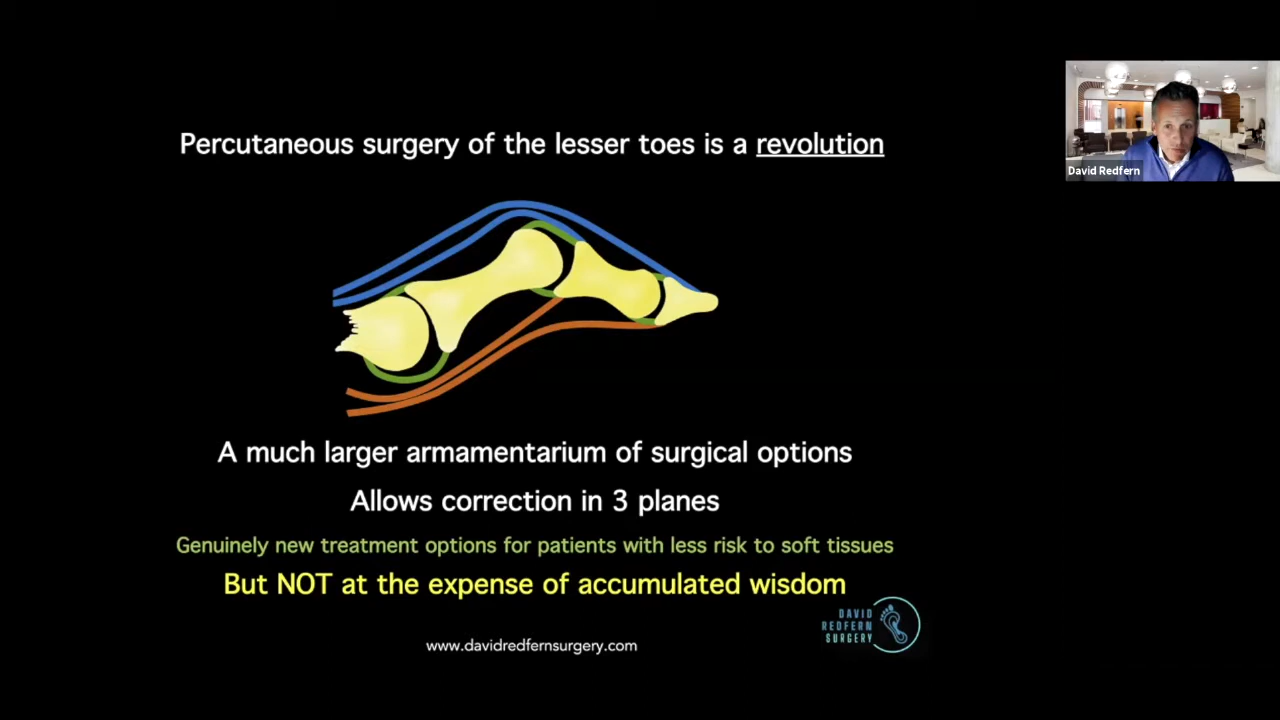 Percutaneous surgery of the lesser toes is a revolution
David Redfern
A much larger armamentarium of surgical options
Allows correction in 3 planes
Genuinely new treatment options for patients with less risk to soft tissues
But NOT at the expense of accumulated wisdom
DAVID
REDFERN
SURGERY
www.davidredfernsurgery.com